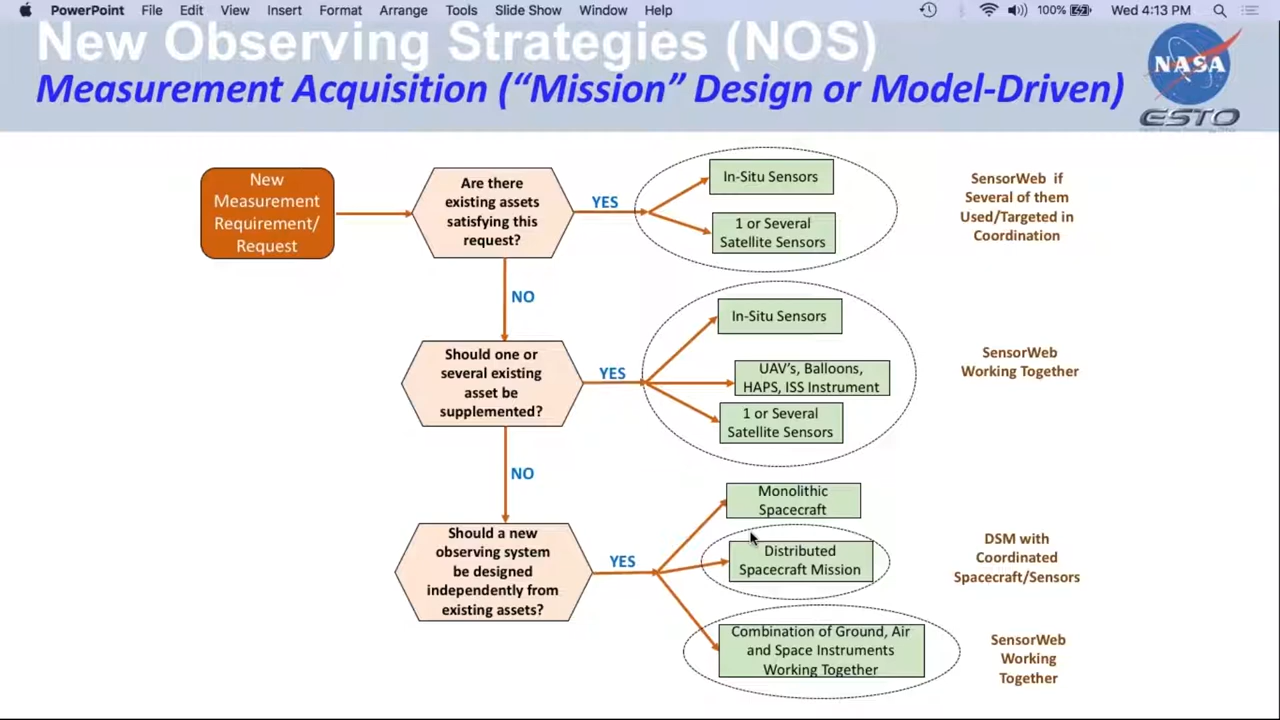 PowerPoint File Edit View Insert Format Arrange Tools Slide Show Window Help 100% Wed 4:13 PM
New Observing Strategies (NOS)
Measurement Acquisition (“Mission” Design or Model-Driven)
NASA
ESTO
New
Measurement
Requirement/
Request
Are there
existing assets
satisfying this
request?
YES
In-Situ Sensors
1 or Several
Satellite Sensors
SensorWeb if
Several of them
Used/Targeted in
Coordination
NO
Should one or
several existing
asset be
supplemented?
YES
In-Situ Sensors
UAV's, Balloons,
HAPS, ISS Instrument
1 or Several
Satellite Sensors
SensorWeb
Working Together
NO
Should a new
observing system
be designed
independently from
existing assets?
YES
Monolithic
Spacecraft
Distributed
Spacecraft Mission
DSM with
Coordinated
Spacecraft/Sensors
Combination of Ground, Air
and Space Instruments
Working Together
SensorWeb
Working
Together